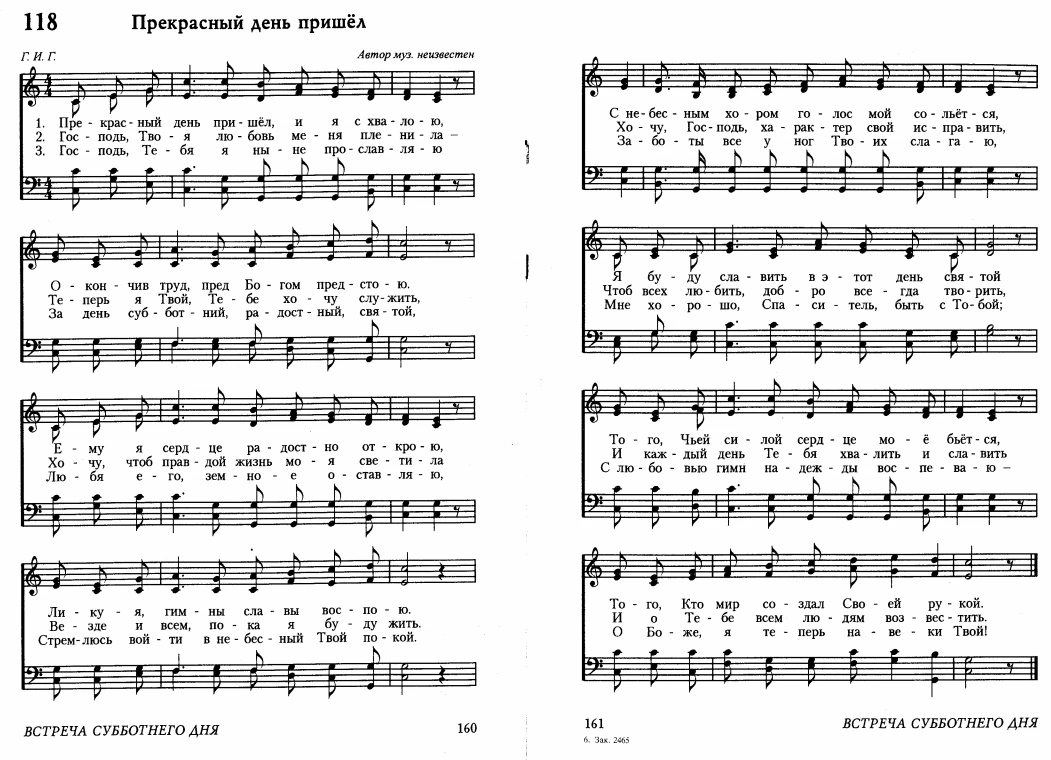 118 Прекрасный день пришёл
Г. И. Г. Автор муз. неизвестен
1. Пре - крас - ный день при - шёл, и я с хва - ло - ю,
2. Гос - подь, Тво - я лю - бовь ме - ня пле - ни - ла –
3. Гос - подь, Те - бя я ны - не про - слав - ля - ю
О - кон - чив труд, пред Бо - гом пред - сто - ю.
Те - перь я Твой, Те - бе хо - чу слу - жить,
За день суб - бот - ний, ра - дост - ный, свя - той,
Е - му я серд - це ра - дост - но от - кро - ю,
Хо - чу, чтоб прав - дой жизнь мо - я све - ти - ла
Лю - бя е - го, зем - но - е о - став - ля - ю,
Ли - ку - я, гим - ны сла - вы вос - по - ю.
Ве - зде и всем, по - ка я бу - ду жить.
Стрем - люсь вой - ти в не - бес - ный Твой по - кой.
ВСТРЕЧА СУББОТНЕГО ДНЯ 160
С не - бес - ным хо - ром го - лос мой со - льёт - ся,
Хо - чу, Гос - подь, ха - рак - тер свой ис - пра - вить,
За - бо - ты все у ног Тво - их сла - га - ю,
Я бу - ду сла - вить в э - тот день свя - той
Чтоб всех лю - бить, доб - ро все - гда тво - рить,
Мне хо - ро - шо, Спа - си - тель, быть с То - бой;
То - го, Чьей си - лой серд - це мо - ё бьёт - ся,
И каж - дый день Те - бя хва - лить и сла - вить
С лю - бо - вью гимн на - деж - ды вос - пе - ва - ю –
То - го, Кто мир со - здал Сво - ей ру - кой.
И о Те - бе всем лю - дям воз - вес - тить.
О Бо - же, я те - перь на - ве - ки Твой!
161 ВСТРЕЧА СУББОТНЕГО ДНЯ
6. Зак. 2465